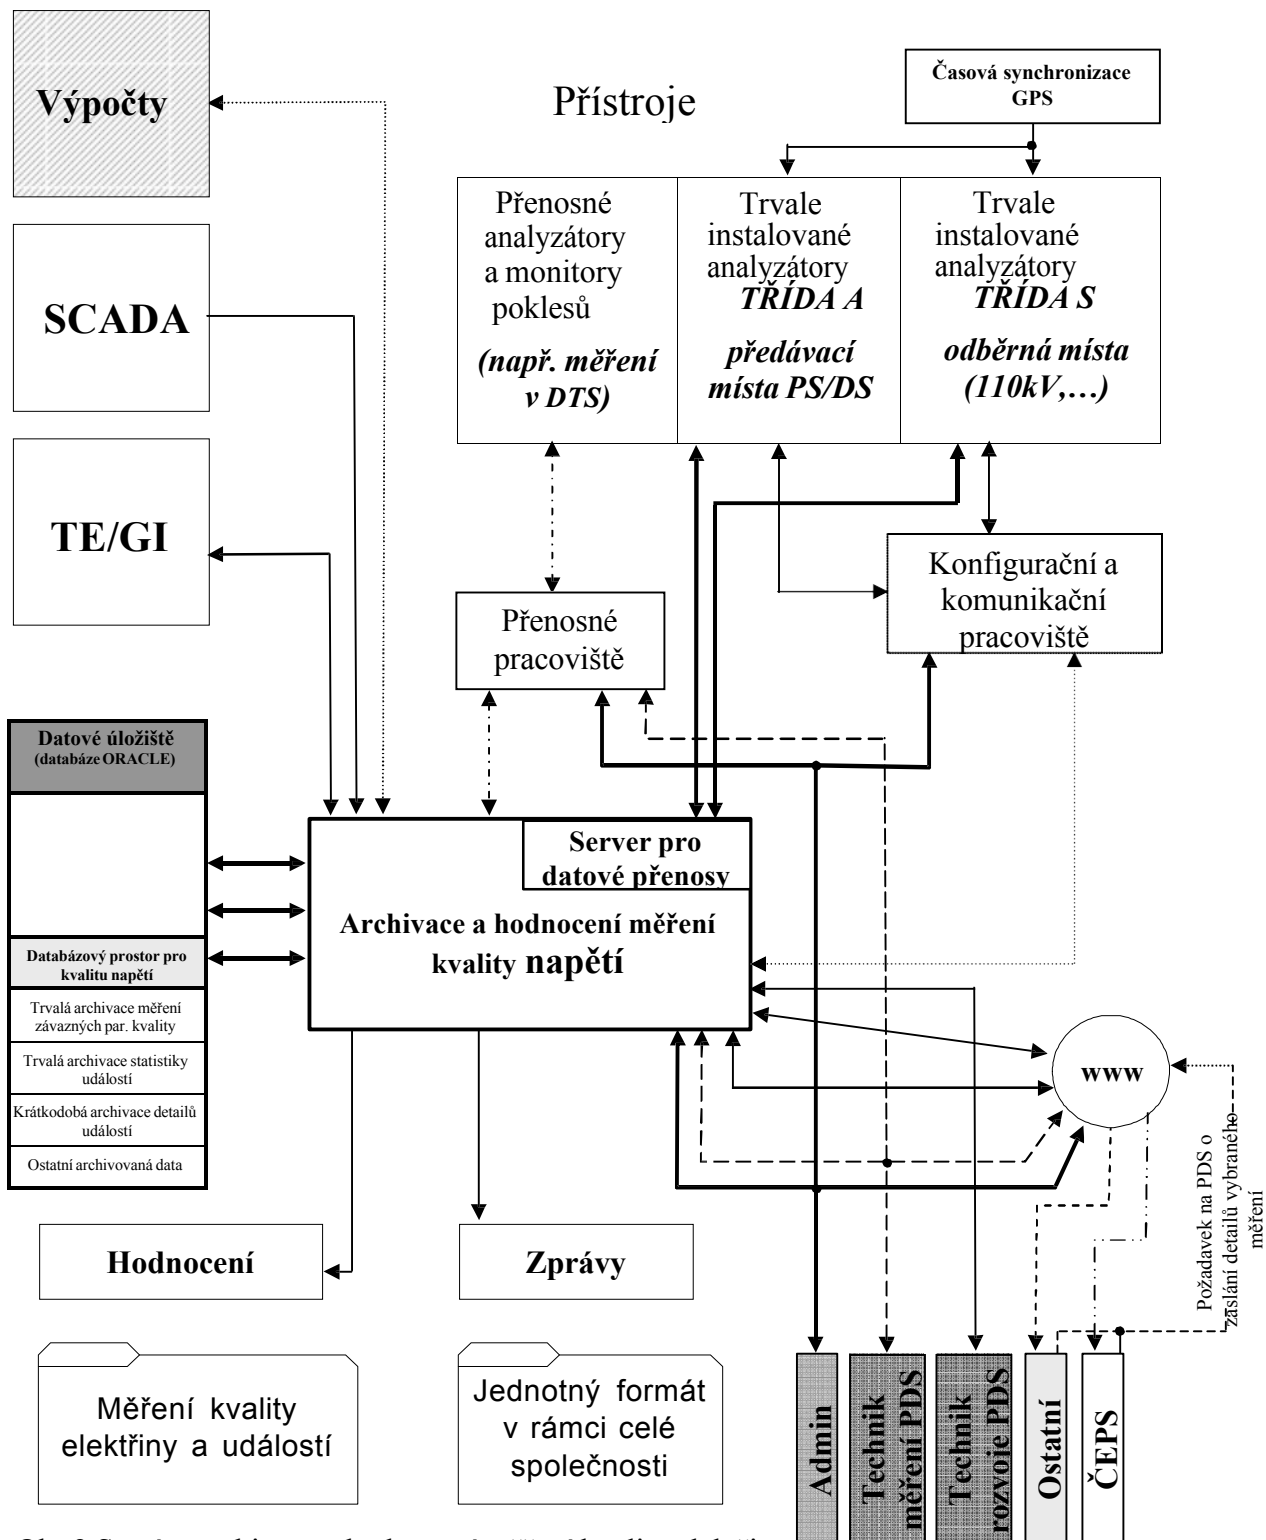 Výpočty
Přístroje
Časová synchronizace
GPS
SCADA
TE/GI
Přenosné
analyzátory
a monitory
poklesů
(např. měření
v DTS)
Trvale
instalované
analyzátory
TŘÍDA A
předávací
místa PS/DS
Trvale
instalované
analyzátory
TŘÍDA S
odběrná místa
(110kV,…)
Přenosné
pracoviště
Konfigurační a
komunikační
pracoviště
Datové úložiště
(databáze ORACLE)
Databázový prostor pro
kvalitu napětí
Trvalá archivace měření
závazných par. kvality
Trvalá archivace statistiky
událostí
Krátkodobá archivace detailů
událostí
Ostatní archivovaná data
Server pro
datové přenosy
Archivace a hodnocení měření
kvality napětí
www
Požadavek na PDS o
zaslání detailů vybraného
měření
Hodnocení
Zprávy
Měření kvality
elektřiny a událostí
Jednotný formát
v rámci celé
společnosti
Admin
Technik
měření PDS
Technik
rozvoje PDS
Ostatní
ČEPS